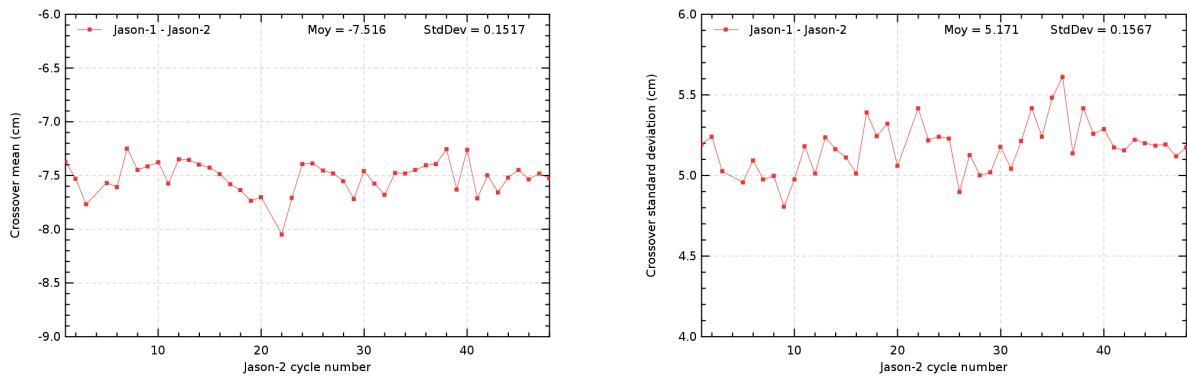 Jason-1 - Jason-2 Moy = -7.516 StdDev = 0.1517
-6.0
-6.5
-7.0
-7.5
-8.0
-8.5
-9.0
Crossover mean (cm)
10 20 30 40
Jason-2 cycle number
Jason-1 - Jason-2 Moy = 5.171 StdDev = 0.1567
6.0
5.5
5.0
4.5
4.0
Crossover standard deviation (cm)
10 20 30 40
Jason-2 cycle number